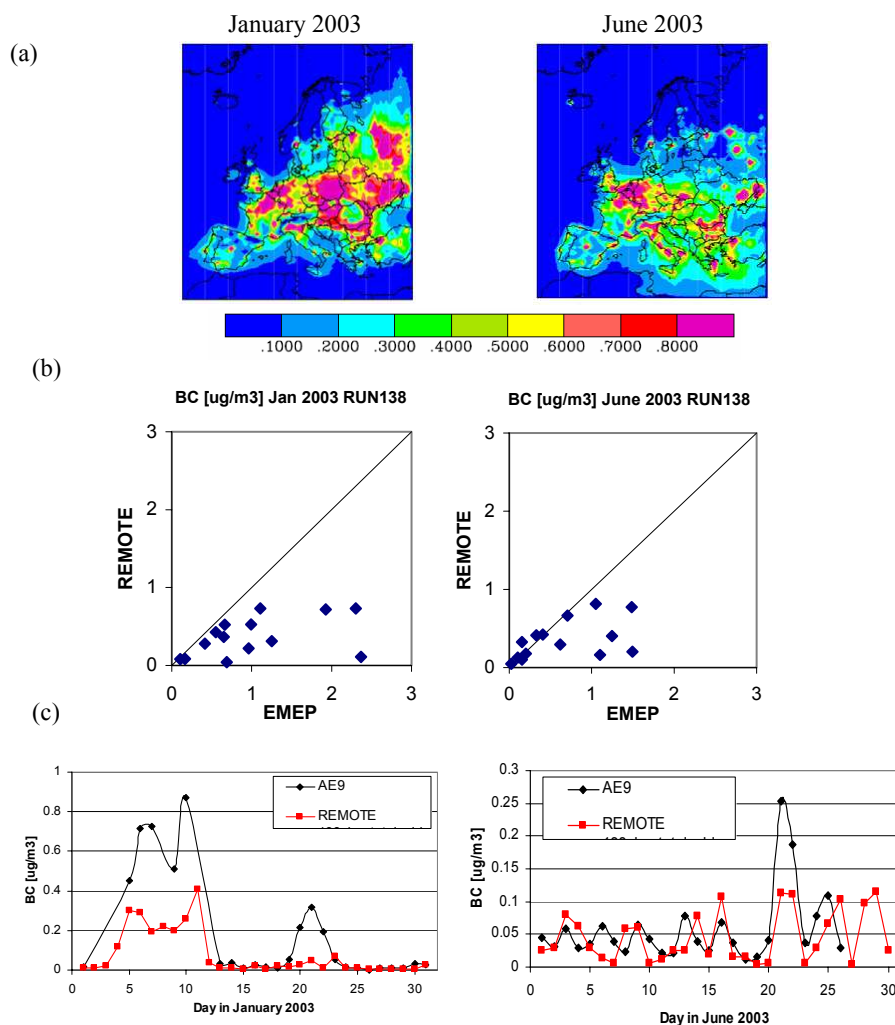 January 2003 June 2003
(a)
.1000 .2000 .3000 .4000 .5000 .6000 .7000 .8000
(b)
BC [ug/m3] Jan 2003 RUN138
3
2
1
0
REMOTE
0 1 2 3
EMEP
BC [ug/m3] June 2003 RUN138
3
2
1
0
REMOTE
0 1 2 3
EMEP
(c)
1
0.8
0.6
0.4
0.2
0
BC [ug/m3]
AE9
REMOTE
0 5 10 15 20 25 30
Day in January 2003
0.3
0.25
0.2
0.15
0.1
0.05
0
BC [ug/m3]
AE9
REMOTE
0 5 10 15 20 25 30
Day in June 2003